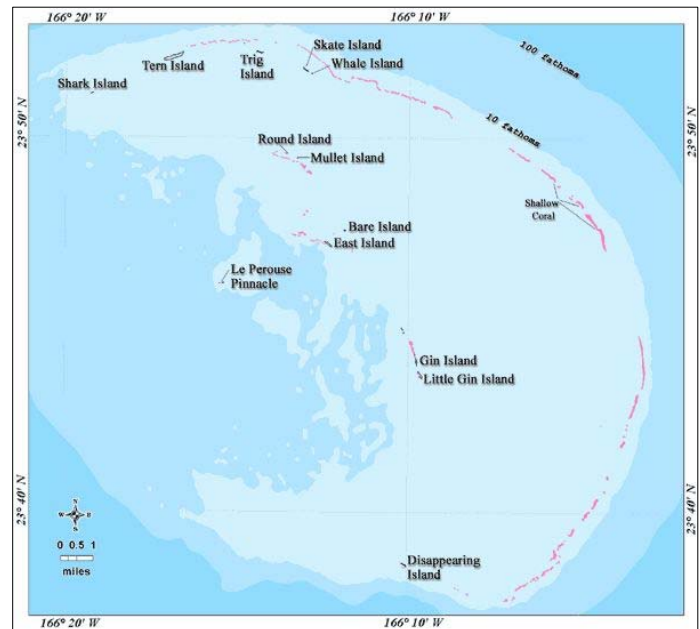 166° 20' W
166° 10' W
100 fathoms
Skate Island
Trig
Island
Whale Island
Tern Island
Shark Island
23° 50' N
10 fathoms
23° 50' N
Round Island
Mullet Island
Shallow
Coral
Bare Island
East Island
Le Perouse
Pinnacle
Gin Island
Little Gin Island
23° 40' N
N
W E
S
23° 40' N
0 0.5 1
miles
Disappearing
Island
166° 20' W
166° 10' W